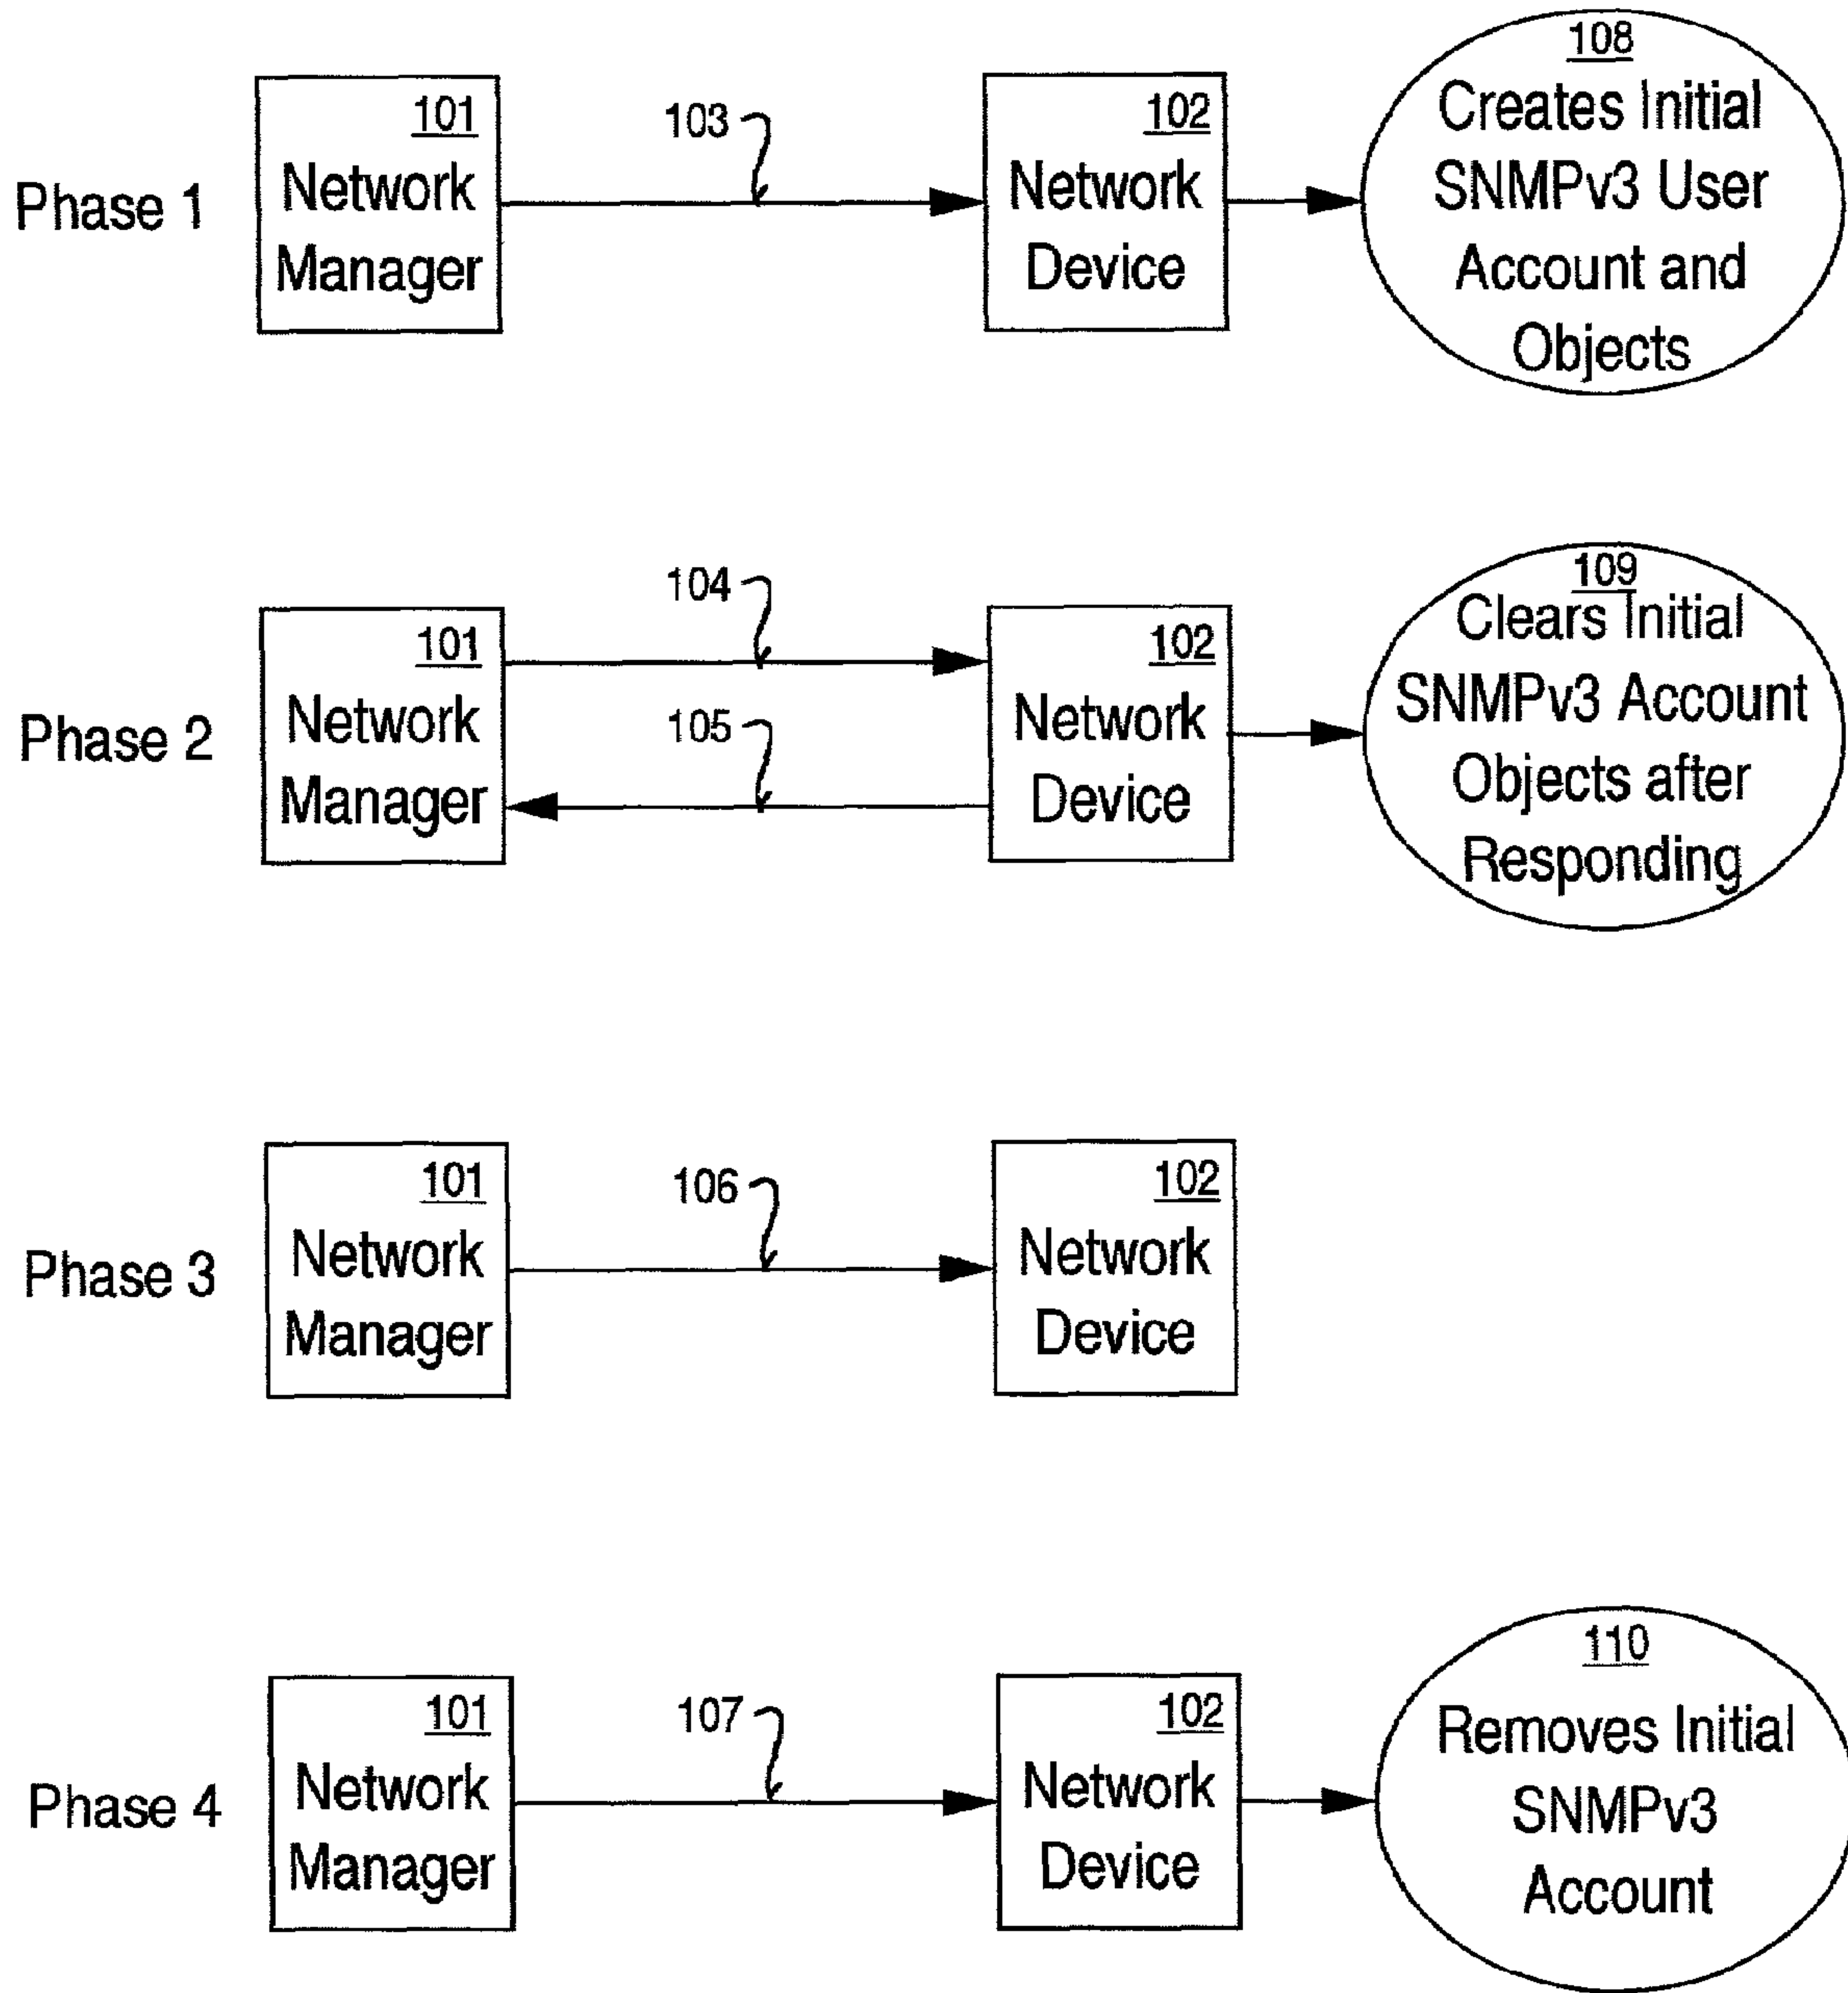 Phase 1
101
Network
Manager
103
102
Network
Device
108
Creates Initial
SNMPv3 User
Account and
Objects
Phase 2
101
Network
Manager
104
105
102
Network
Device
109
Clears Initial
SNMPv3 Account
Objects after
Responding
Phase 3
101
Network
Manager
106
102
Network
Device
Phase 4
101
Network
Manager
107
102
Network
Device
110
Removes Initial
SNMPv3
Account